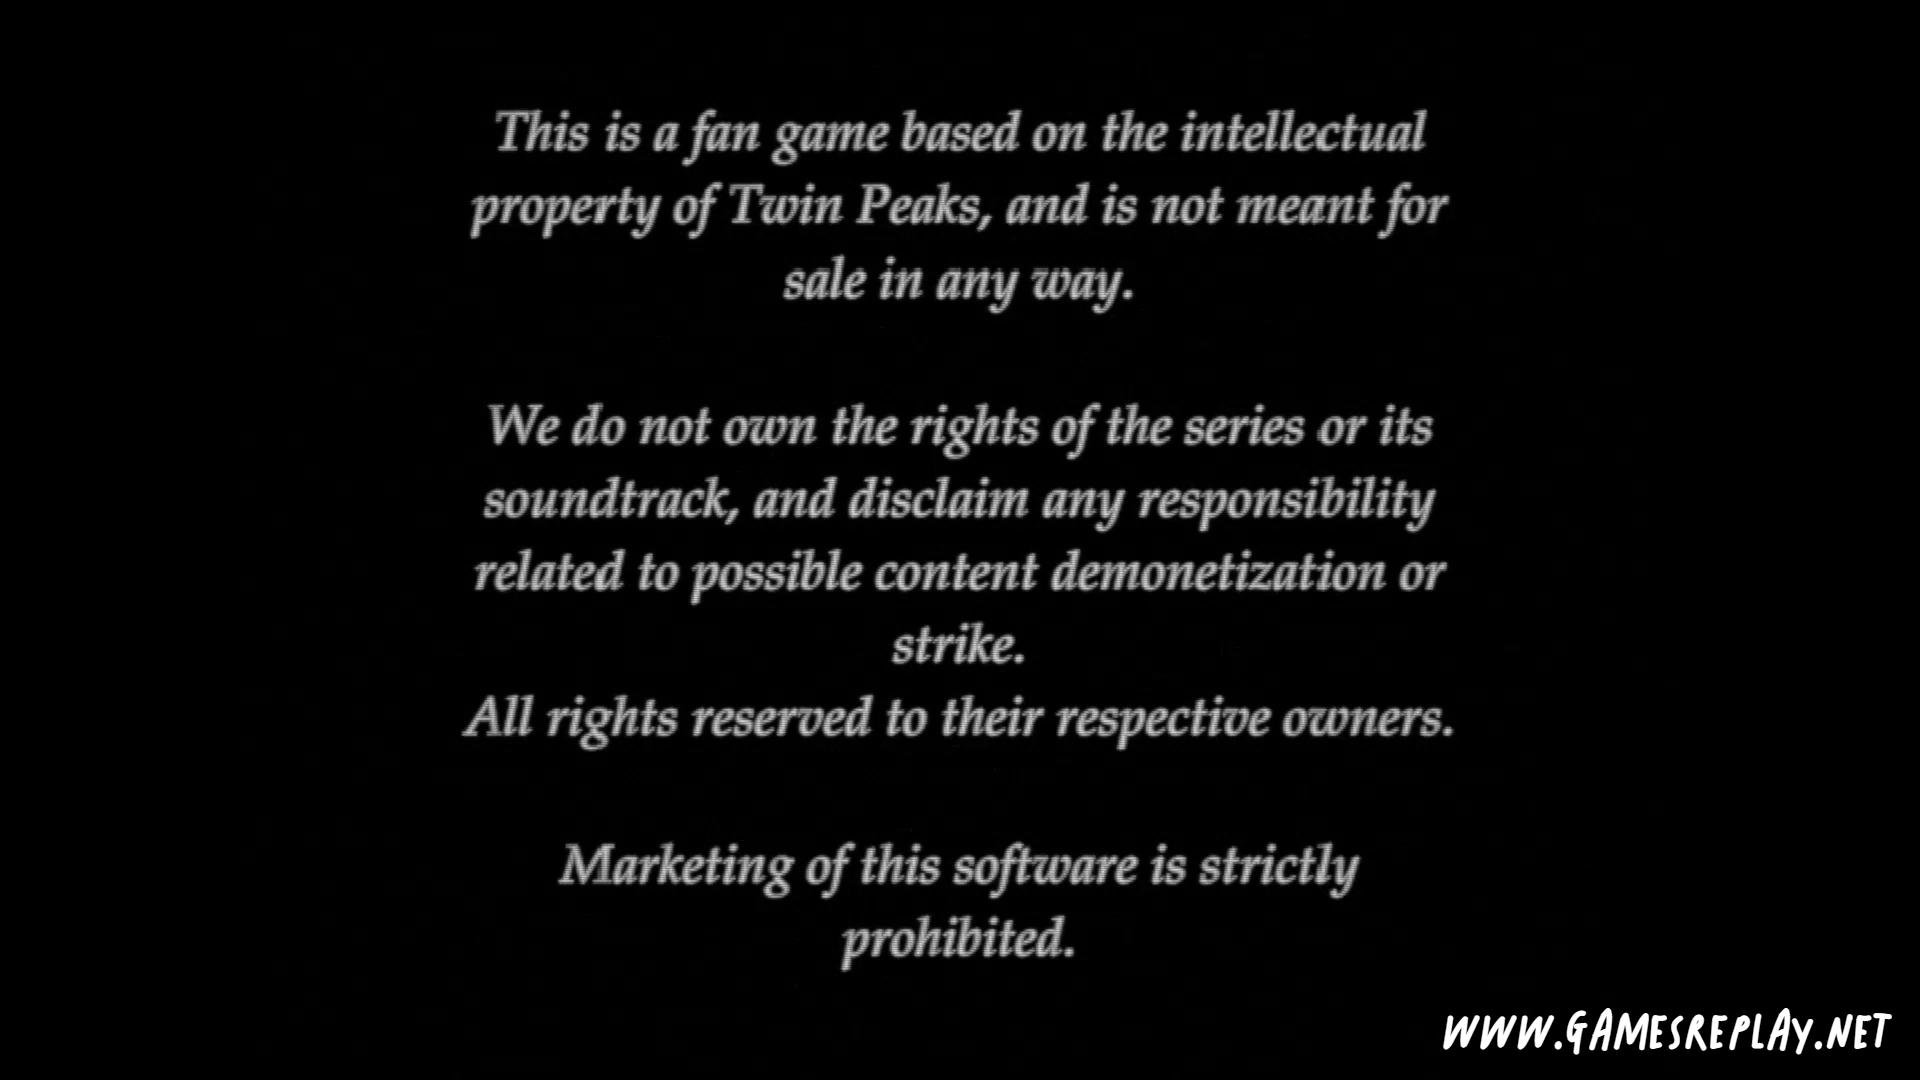 This is a fan game based on the intellectual
property of Twin Peaks, and is not meant for
sale in any way.
We do not own the rights of the series or its
soundtrack, and disclaim any responsibility
related to possible content demonetization or
strike.
All rights reserved to their respective owners.
Marketing of this software is strictly
prohibited.
WWW.GAMESREPLAY.NET